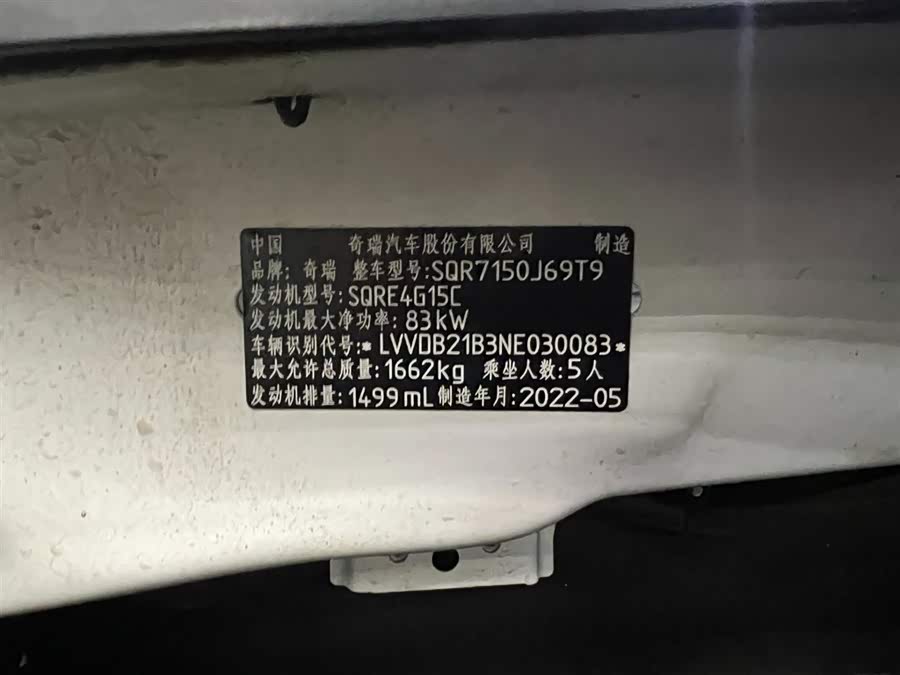 中国 奇瑞汽车股份有限公司 制造
品牌: 奇瑞 整车型号:SQR7150J69T9
发动机型号:SQRE4G15C
发动机最大净功率: 83kW
车辆识别代号:*LVVDB21B3NE030083*
最大允许总质量:1662kg 乘坐人数:5人
发动机排量: 1499mL 制造年月:2022-05